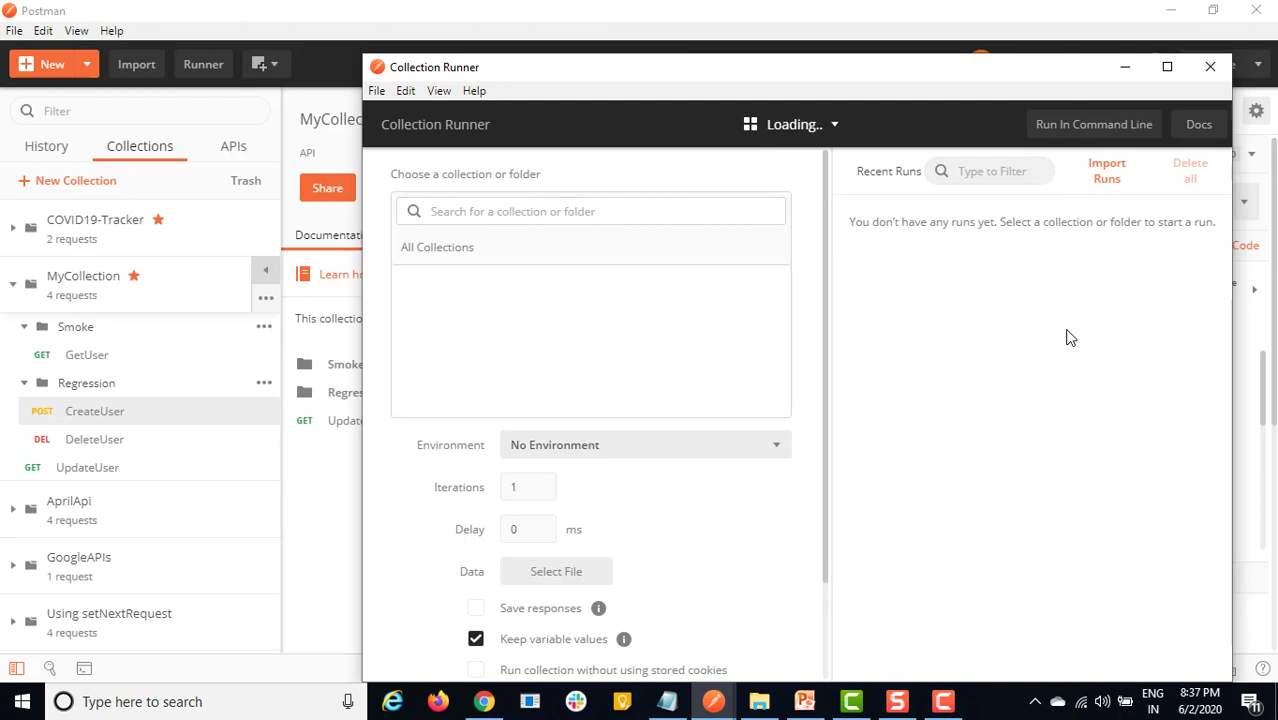 Postman
File Edit View Help
New Import Runner
Filter
History Collections APIs
New Collection Trash
COVID19-Tracker
2 requests
MyCollection
4 requests
Smoke
GET GetUser
Regression
POST CreateUser
DEL DeleteUser
GET UpdateUser
AprilApi
4 requests
GoogleAPIs
1 request
Using setNextRequest
4 requests
MyCollec
API
Share
Documentati
Learn he
This collectio
Smoke
Regres
GET Update
Code
Collection Runner
File Edit View Help
Collection Runner Loading.. Run In Command Line Docs
Choose a collection or folder
Search for a collection or folder
All Collections
Environment No Environment
Iterations 1
Delay 0 ms
Data Select File
Save responses
Keep variable values
Run collection without using stored cookies
Recent Runs Type to Filter Import Runs Delete all
You don't have any runs yet. Select a collection or folder to start a run.
Type here to search
ENG
IN
8:37 PM
6/2/2020
11